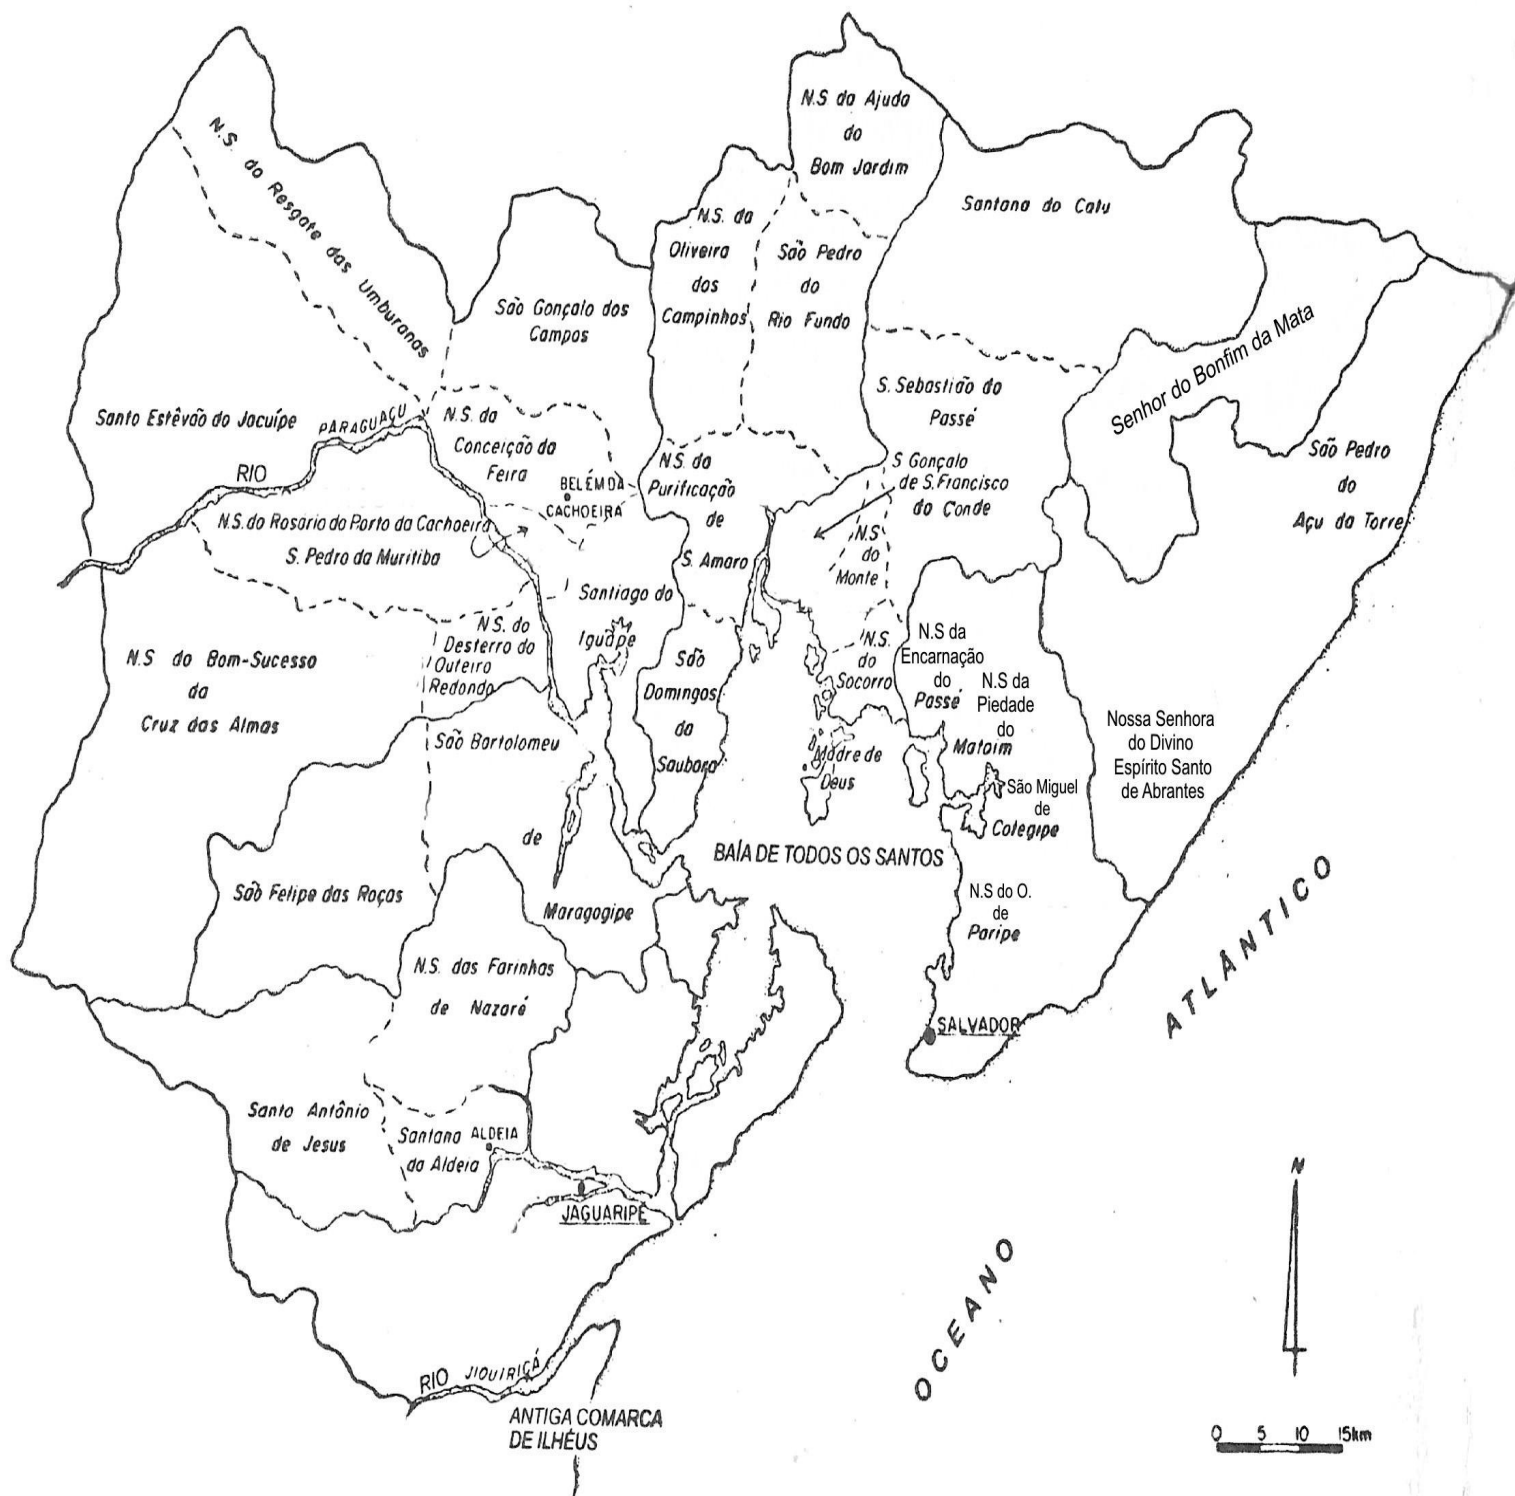 N.S da Ajuda
do
Bom Jardim
N.S. do Resgate das Umburanas
Santana do Catu
N.S. da
Oliveira
dos
Campinhos
São Pedro
do
Rio Fundo
São Gonçalo dos
Campos
Senhor do Bonfim da Mata
S. Sebastião do
Passé
Santo Estêvão do Jacuípe
RIO
PARAGUAÇU
N.S. da
Conceição da
Feira
BELÉM DA
CACHOEIRA
N.S. da
Purificação
de
S. Amaro
S Gonçalo
de S. Francisco
do Conde
São Pedro
do
Açu da Torre
N.S. do Rosário do Porto da Cachoeira
S. Pedro da Muritiba
N.S
do
Monte
Santiago do
Iguape
N.S. do
Desterro do
Outeiro
Redondo
N.S do Bom-Sucesso
da
Cruz das Almas
São
Domingos
da
Saubara
N.S.
do
Socorro
N.S da
Encarnação
do
Passé
N.S da
Piedade
do
Matoim
Nossa Senhora
do Divino
Espírito Santo
de Abrantes
São Bartolomeu
de
Maragogipe
Madre de
Deus
São Miguel
de
Cotegipe
BAÍA DE TODOS OS SANTOS
São Felipe das Roças
N.S do O.
de
Paripe
N.S. das Farinhas
de Nazaré
SALVADOR
OCEANO
ATLÂNTICO
Santo Antônio
de Jesus
Santana
da Aldeia
ALDEIA
JAGUARIPE
N
RIO JIQUIRIÇÁ
ANTIGA COMARCA
DE ILHÉUS
0 5 10 15km